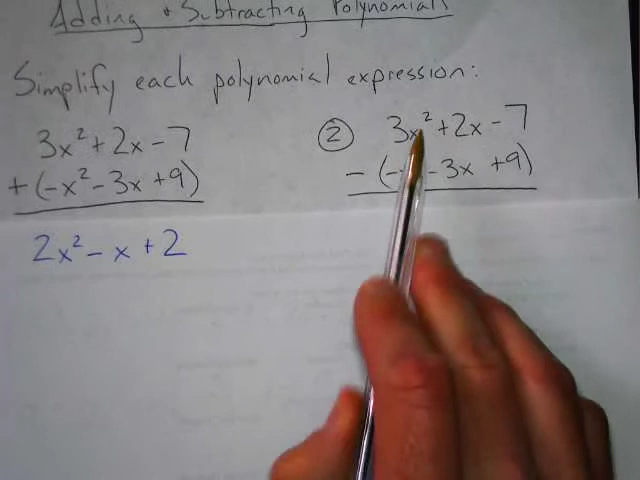 Adding + Subtracting Polynomials
Simplify each polynomial expression:
3x² + 2x - 7
+ (-x² - 3x + 9)
2x² - x + 2
② 3x² + 2x - 7
- (- - 3x + 9)